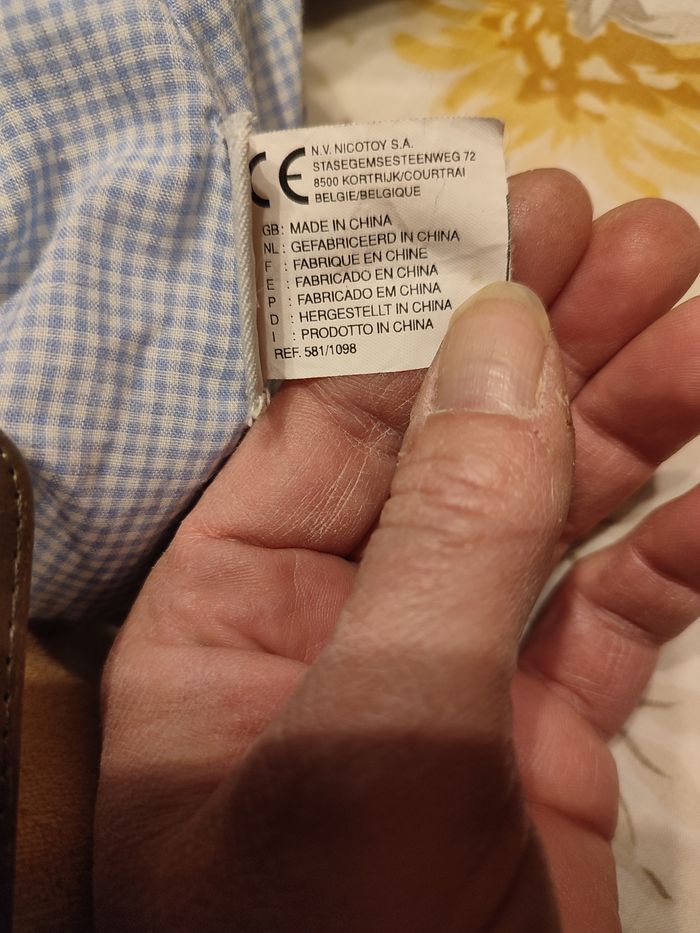 CE
N.V. NICOTOY S.A.
STASEGEMSESTEENWEG 72
8500 KORTRIJK/COURTRAI
BELGIE/BELGIQUE
GB: MADE IN CHINA
NL: GEFABRICEERD IN CHINA
F : FABRIQUE EN CHINE
E : FABRICADO EN CHINA
P : FABRICADO EM CHINA
D : HERGESTELLT IN CHINA
I : PRODOTTO IN CHINA
REF. 581/1098